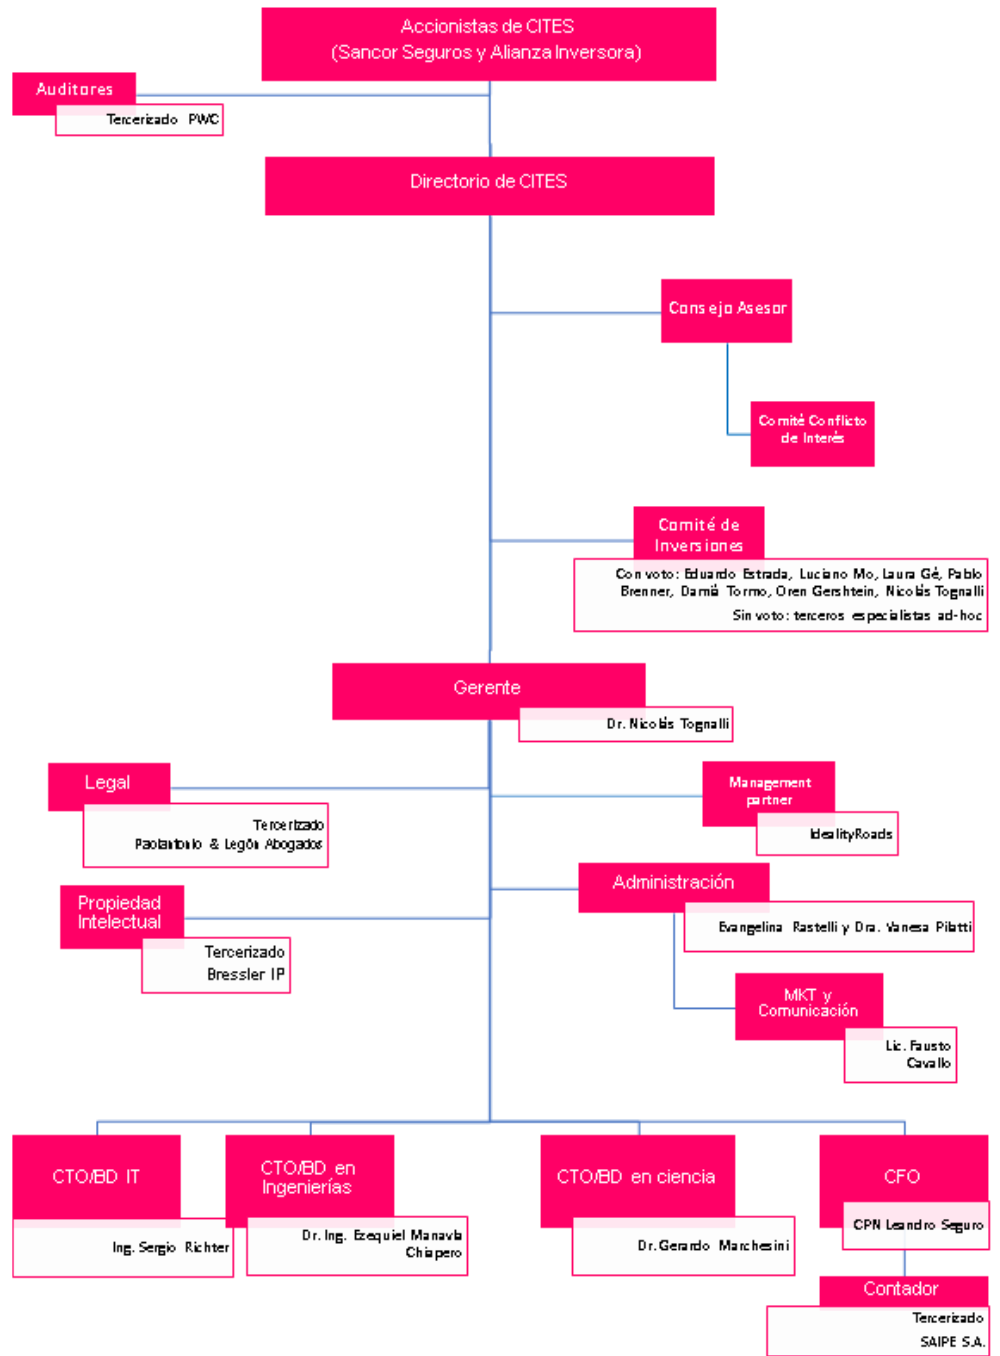 Accionistas de CITES
(Sancor Seguros y Alianza Inversora)
Auditores
Tercerizado PWC
Directorio de CITES
Consejo Asesor
Comité Conflicto
de Interés
Comité de
Inversiones
Con voto: Eduardo Estrada, Luciano Mo, Laura Gé, Pablo
Brenner, Damiá Tormo, Oren Gershtein, Nicolás Tognalli
Sin voto: terceros especialistas ad-hoc
Gerente
Dr. Nicolás Tognalli
Legal
Tercerizado
Paolantonio & Legón Abogados
Management
partner
IdealityRoads
Propiedad
Intelectual
Tercerizado
Bressler IP
Administración
Evangelina Rastelli y Dra. Vanesa Pilatti
MKT y
Comunicación
Lic. Fausto
Cavallo
CTO/BD IT
Ing. Sergio Richter
CTO/BD en
Ingenierías
Dr. Ing. Ezequiel Manavla
Chiapero
CTO/BD en ciencia
Dr. Gerardo Marchesini
CFO
CPN Leandro Seguro
Contador
Tercerizado
SAIPE S.A.